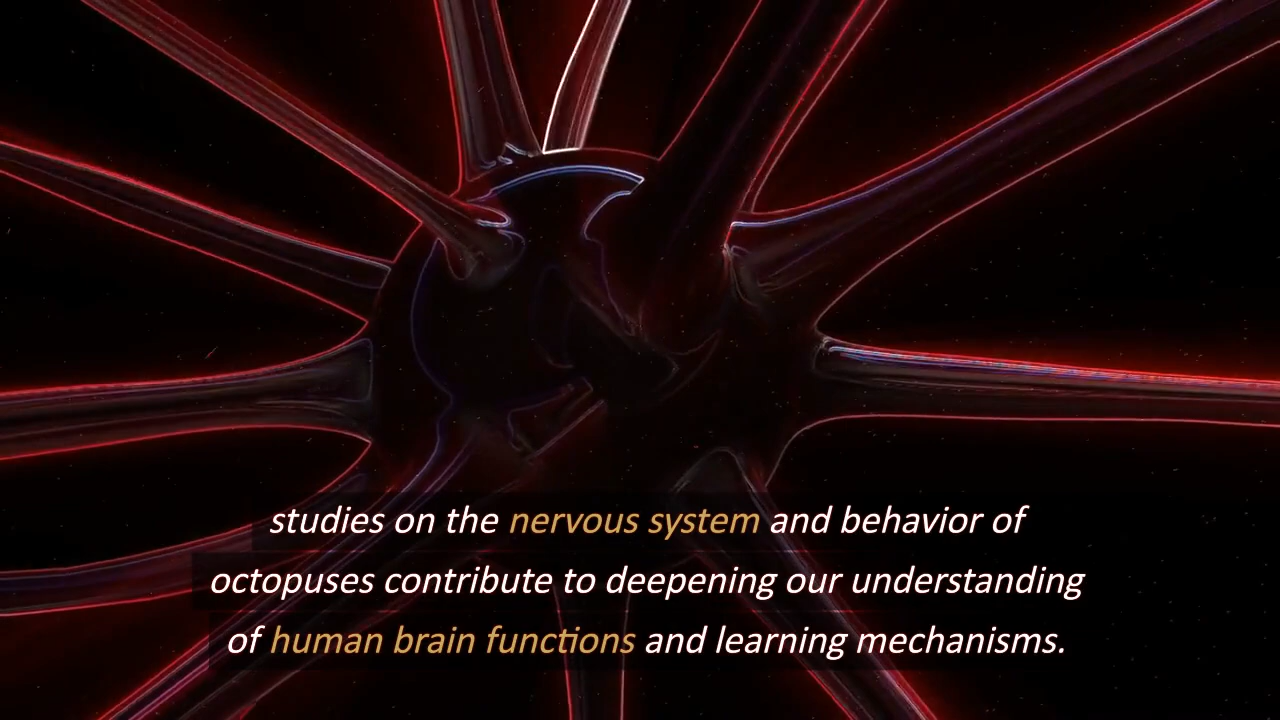 studies on the nervous system and behavior of
octopuses contribute to deepening our understanding
of human brain functions and learning mechanisms.